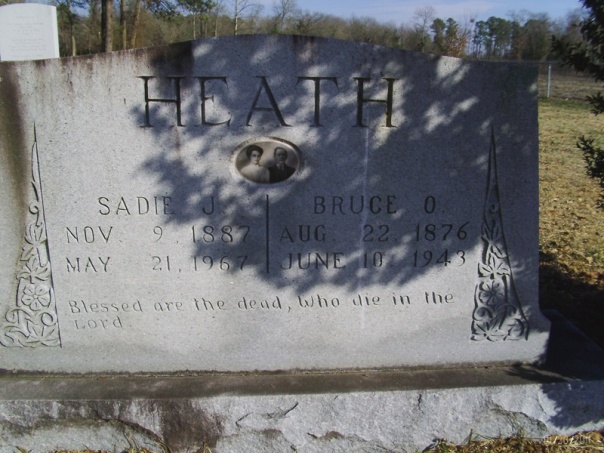 HEATH
SADIE J. BRUCE O.
NOV. 9, 1887 AUG. 22, 1876
MAY 21, 1967 JUNE 10, 1943
Blessed are the dead, Who die in the
Lord